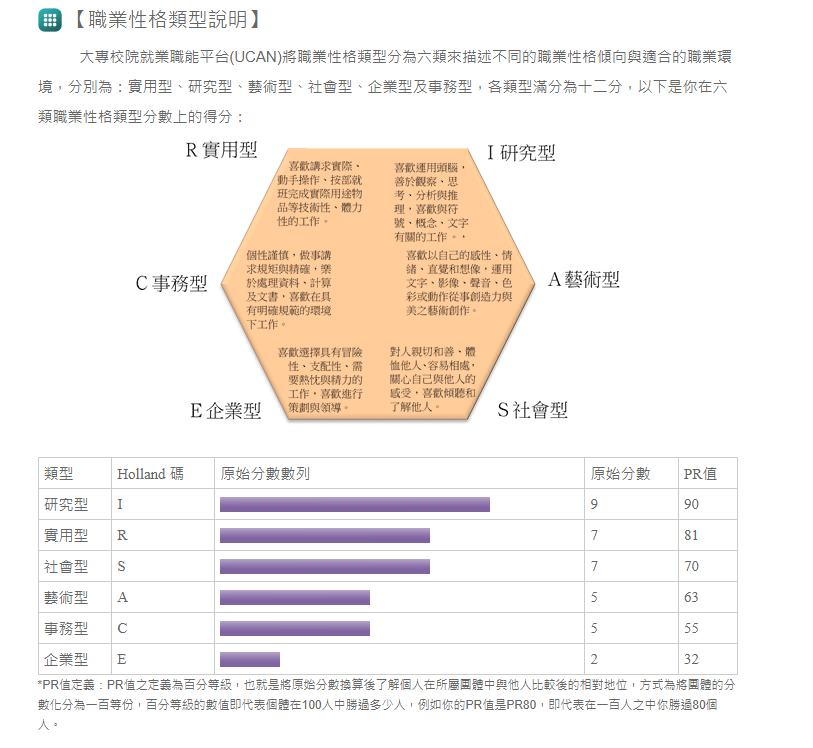 【職業性格類型說明】
大專校院就業職能平台(UCAN)將職業性格類型分為六類來描述不同的職業性格傾向與適合的職業環
境，分別為：實用型、研究型、藝術型、社會型、企業型及事務型，各類型滿分為十二分，以下是你在六
類職業性格類型分數上的得分：
R 實用型
I 研究型
喜歡講求實際、
動手操作、按部就
班完成實際用途物
品等技術性、體力
性的工作。
喜歡運用頭腦，
善於觀察、思
考、分析與推
理，喜歡與符
號、概念、文字
有關的工作。，
C 事務型
個性謹慎，做事講
求規矩與精確，樂
於處理資料、計算
及文書，喜歡在具
有明確規範的環境
下工作。
喜歡以自己的感性、情
緒、直覺和想像，運用
文字、影像、聲音、色
彩或動作從事創造力與
美之藝術創作。
A 藝術型
喜歡選擇具有冒險
性、支配性、需
要熱忱與精力的
工作，喜歡進行
策劃與領導。
對人親切和善、體
恤他人、容易相處，
關心自己與他人的
感受，喜歡傾聽和
了解他人。
E 企業型
S 社會型
類型 Holland 碼 原始分數數列 原始分數 PR值
研究型 I 9 90
實用型 R 7 81
社會型 S 7 70
藝術型 A 5 63
事務型 C 5 55
企業型 E 2 32
*PR值定義：PR值之定義為百分等級，也就是將原始分數換算後了解個人在所屬團體中與他人比較後的相對地位，方式為將團體的分
數化分為一百等份，百分等級的數值即代表個體在100人中勝過多少人，例如你的PR值是PR80，即代表在一百人之中你勝過80個
人。